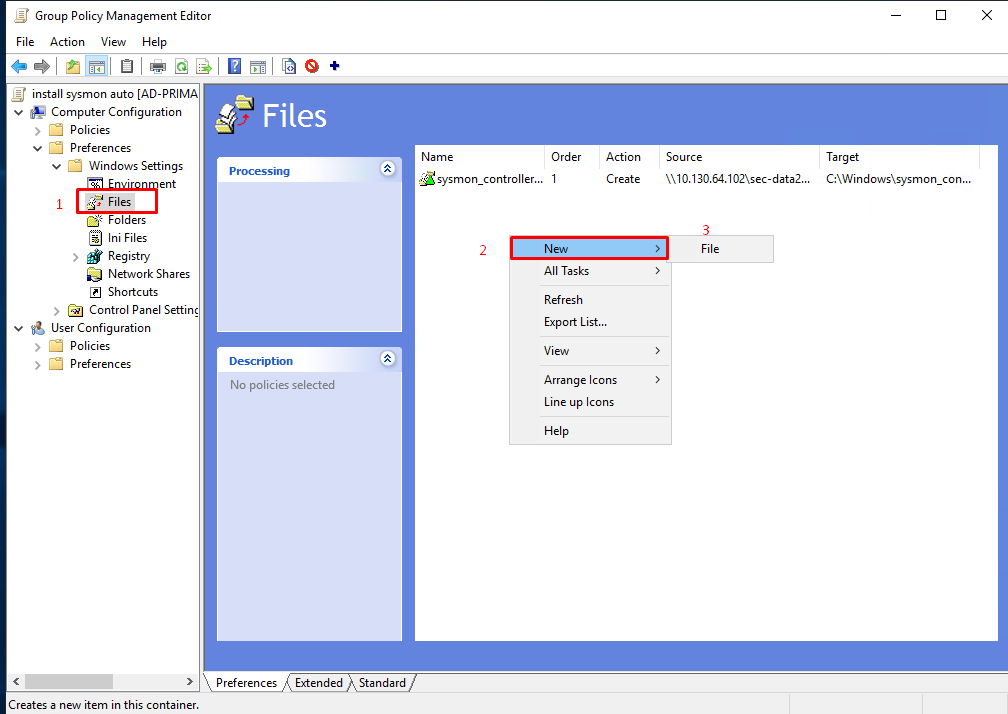 Group Policy Management Editor
File Action View Help
install sysmon auto [AD-PRIMA
Computer Configuration
Policies
Preferences
Windows Settings
Environment
1 Files
Folders
Ini Files
Registry
Network Shares
Shortcuts
Control Panel Setting
User Configuration
Policies
Preferences
Files
Processing
Description
No policies selected
Name Order Action Source Target
sysmon_controller... 1 Create \\10.130.64.102\sec-data2... C:\Windows\sysmon_con...
3
2 New File
All Tasks
Refresh
Export List...
View
Arrange Icons
Line up Icons
Help
Preferences Extended Standard
Creates a new item in this container.